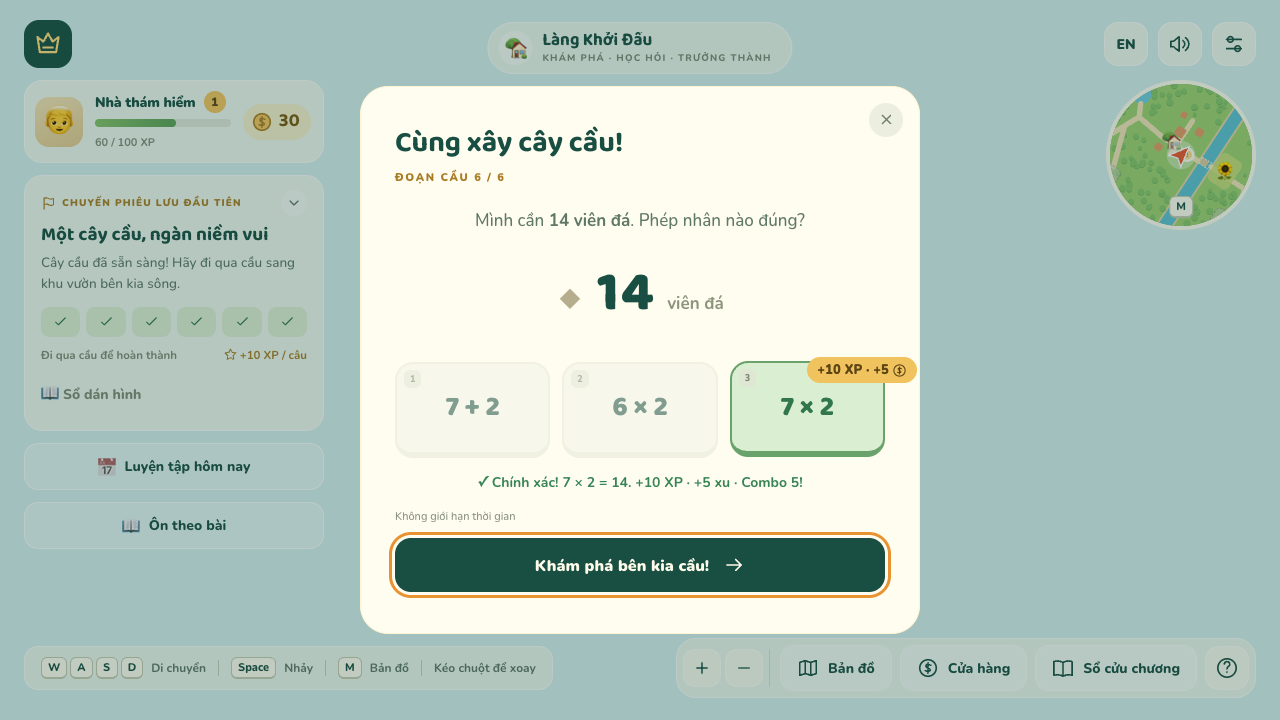 Làng Khởi Đầu
KHÁM PHÁ · HỌC HỎI · TRƯỞNG THÀNH
EN
Nhà thám hiểm 1
30
60 / 100 XP
CHUYẾN PHIÊU LƯU ĐẦU TIÊN
Một cây cầu, ngàn niềm vui
Cây cầu đã sẵn sàng! Hãy đi qua cầu sang
khu vườn bên kia sông.
Đi qua cầu để hoàn thành
+10 XP / câu
Sổ dán hình
Luyện tập hôm nay
Ôn theo bài
Cùng xây cây cầu!
ĐOẠN CẦU 6 / 6
Mình cần 14 viên đá. Phép nhân nào đúng?
14 viên đá
1
7 + 2
2
6 × 2
3
7 × 2
+10 XP · +5
✓ Chính xác! 7 × 2 = 14. +10 XP · +5 xu · Combo 5!
Không giới hạn thời gian
Khám phá bên kia cầu! →
M
W A S D Di chuyển
Space Nhảy
M Bản đồ
Kéo chuột để xoay
+ −
Bản đồ
Cửa hàng
Sổ cửu chương
?